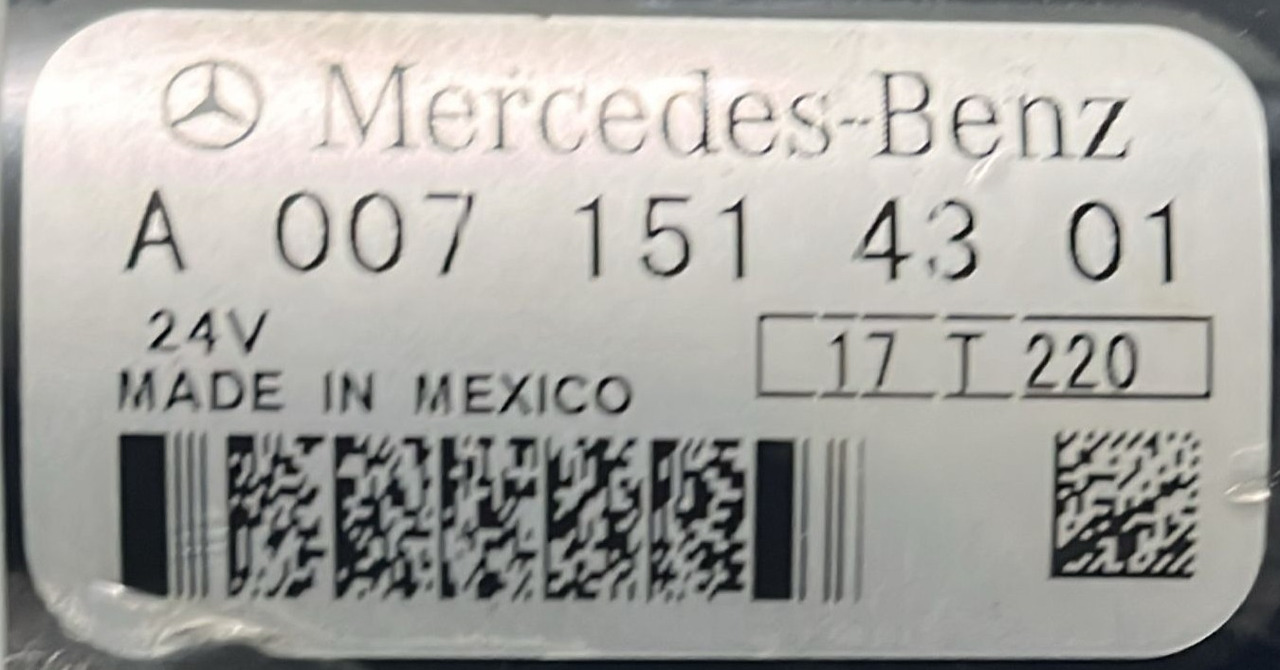 Mercedes-Benz
A 007 151 43 01
24V
17 T 220
MADE IN MEXICO